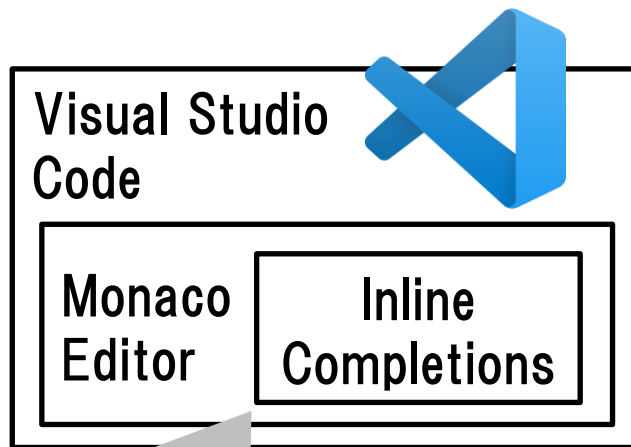 Visual Studio
Code
Monaco
Editor
Inline
Completions